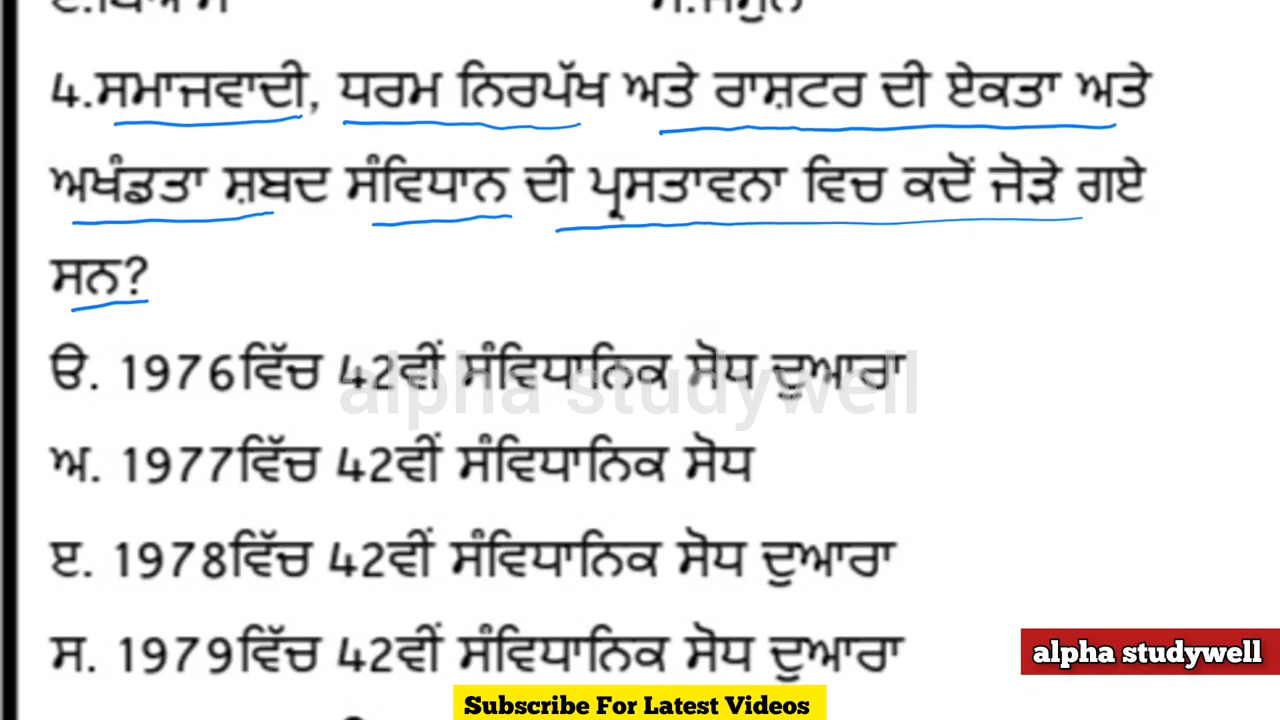 4.ਸਮਾਜਵਾਦੀ, ਧਰਮ ਨਿਰਪੱਖ ਅਤੇ ਰਾਸ਼ਟਰ ਦੀ ਏਕਤਾ ਅਤੇ
ਅਖੰਡਤਾ ਸ਼ਬਦ ਸੰਵਿਧਾਨ ਦੀ ਪ੍ਰਸਤਾਵਨਾ ਵਿਚ ਕਦੋਂ ਜੋੜੇ ਗਏ
ਸਨ?
ੳ. 1976ਵਿੱਚ 42ਵੀਂ ਸੰਵਿਧਾਨਿਕ ਸੋਧ ਦੁਆਰਾ
alpha studywell
ਅ. 1977ਵਿੱਚ 42ਵੀਂ ਸੰਵਿਧਾਨਿਕ ਸੋਧ
ੲ. 1978ਵਿੱਚ 42ਵੀਂ ਸੰਵਿਧਾਨਿਕ ਸੋਧ ਦੁਆਰਾ
ਸ. 1979ਵਿੱਚ 42ਵੀਂ ਸੰਵਿਧਾਨਿਕ ਸੋਧ ਦੁਆਰਾ
alpha studywell
Subscribe For Latest Videos